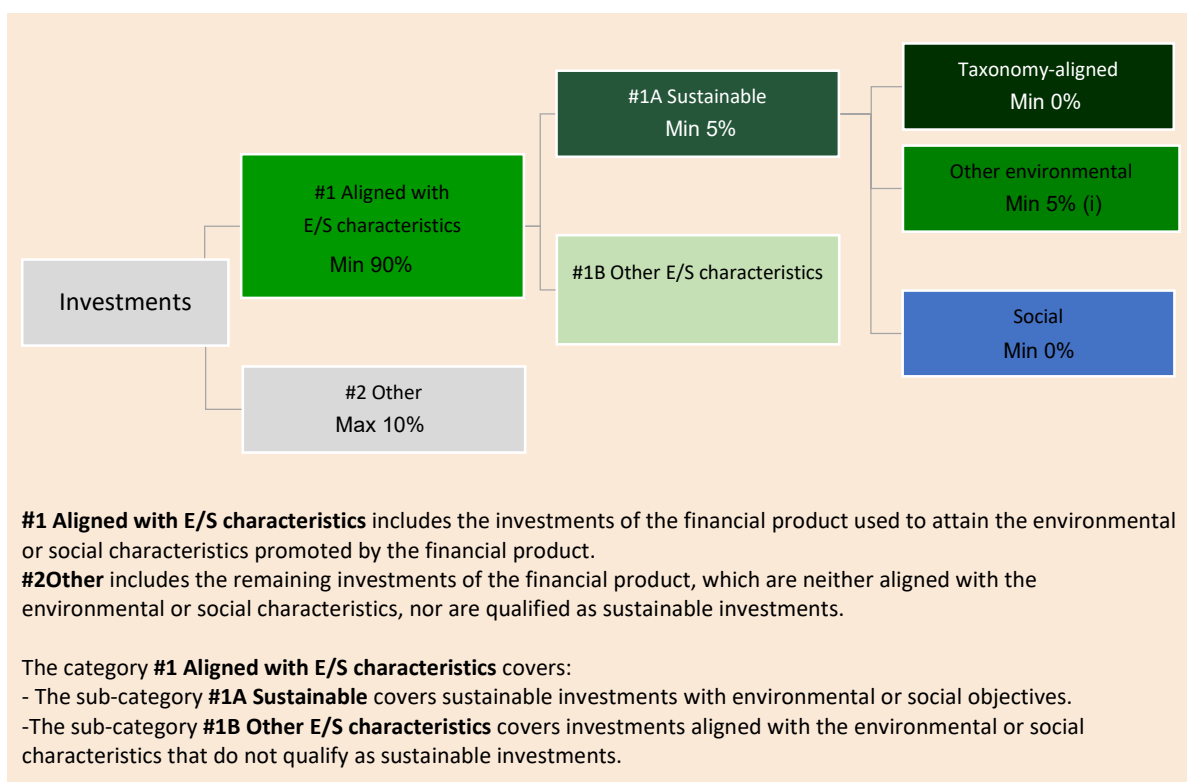 Taxonomy-aligned
Min 0%
#1A Sustainable
Min 5%
Other environmental
Min 5% (i)
#1 Aligned with
E/S characteristics
Min 90%
#1B Other E/S characteristics
Investments
Social
Min 0%
#2 Other
Max 10%
#1 Aligned with E/S characteristics includes the investments of the financial product used to attain the environmental
or social characteristics promoted by the financial product.
#2Other includes the remaining investments of the financial product, which are neither aligned with the
environmental or social characteristics, nor are qualified as sustainable investments.
The category #1 Aligned with E/S characteristics covers:
- The sub-category #1A Sustainable covers sustainable investments with environmental or social objectives.
-The sub-category #1B Other E/S characteristics covers investments aligned with the environmental or social
characteristics that do not qualify as sustainable investments.